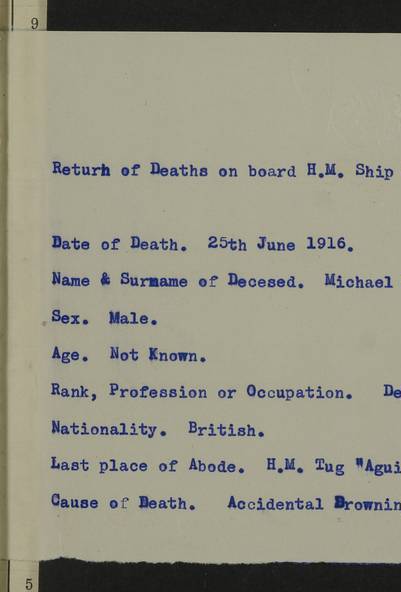 9
Return of Deaths on board H.M. Ship
Date of Death. 25th June 1916.
Name & Surname of Decesed. Michael
Sex. Male.
Age. Not Known.
Rank, Profession or Occupation. De
Nationality. British.
Last place of Abode. H.M. Tug "Agui
Cause of Death. Accidental Drownin
5